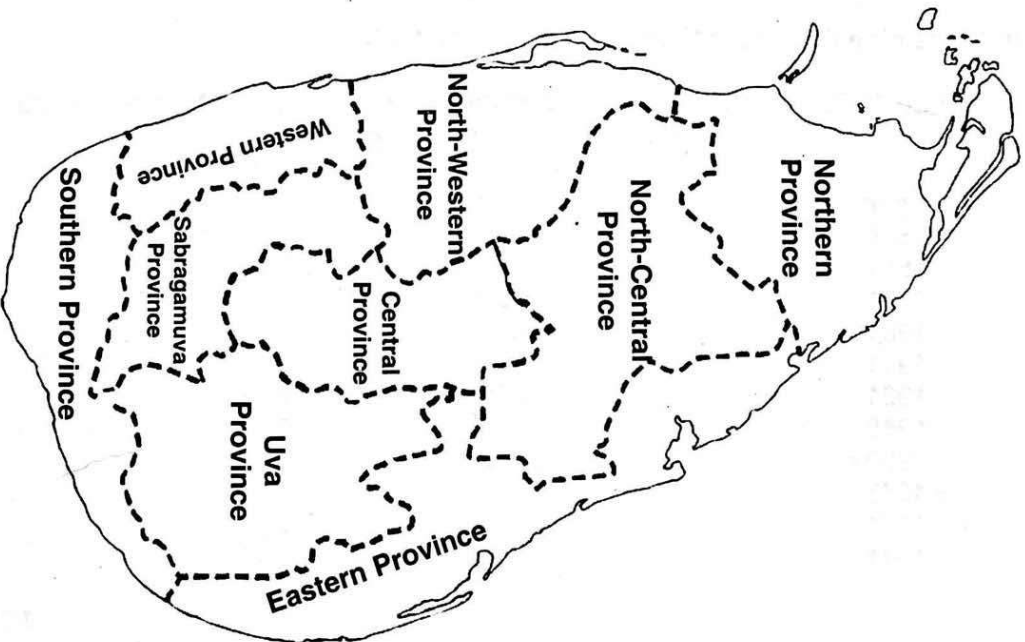 Northern
Province
North-Central
Province
North-Western
Province
Central
Province
Western Province
Sabragamuva
Province
Uva
Province
Eastern Province
Southern Province